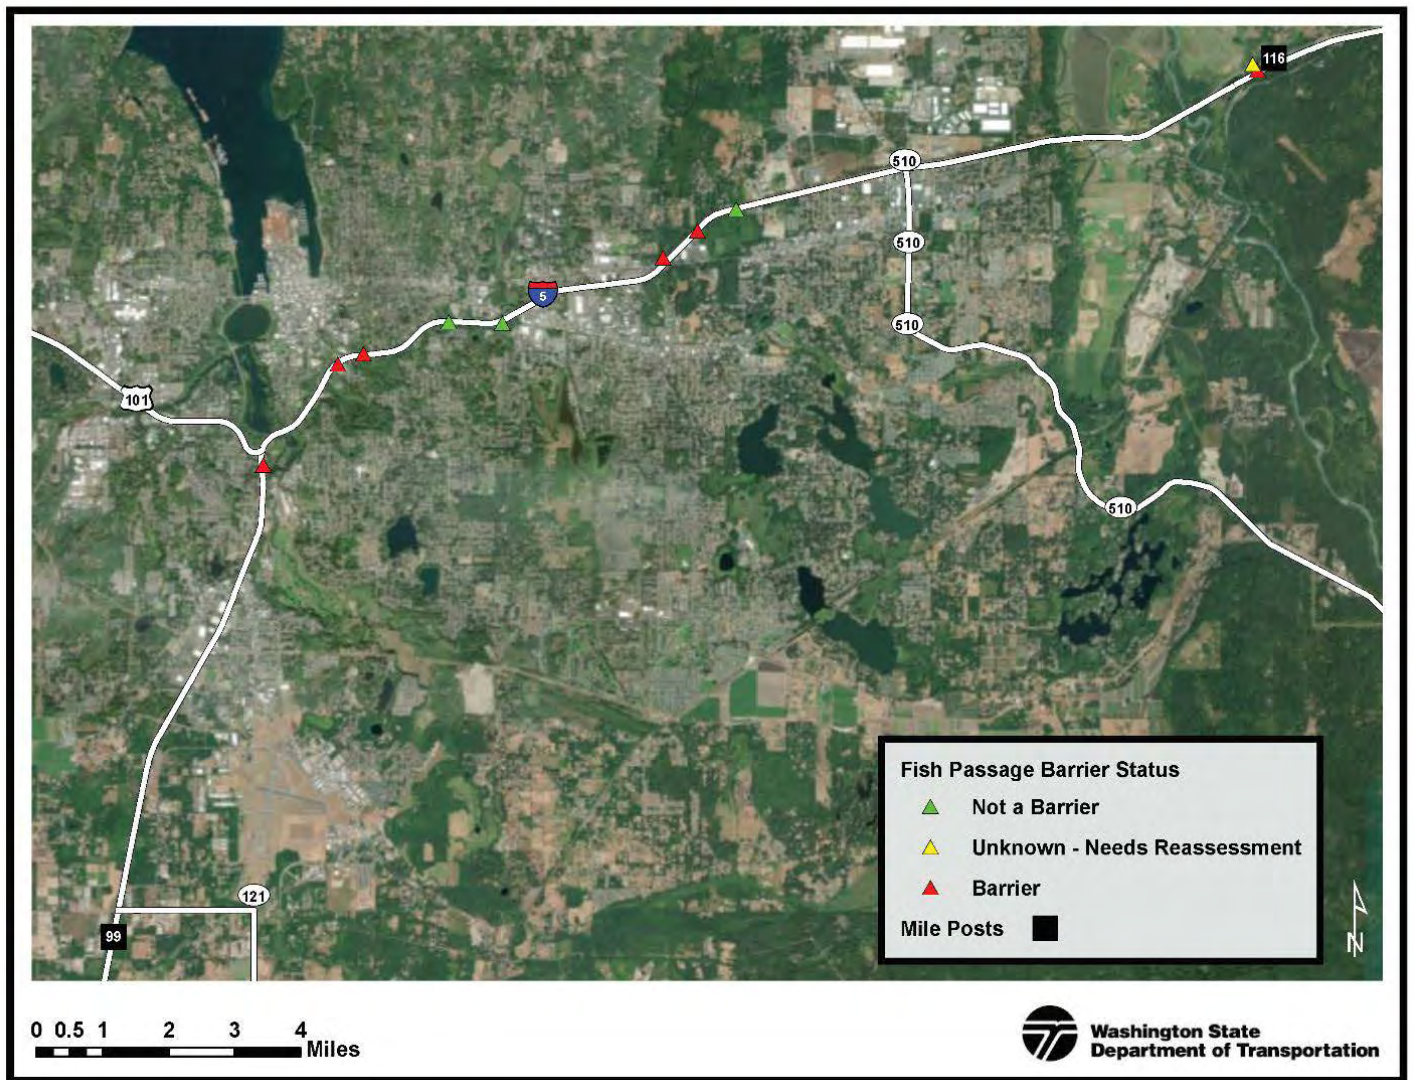 116
510
510
5
510
101
510
121
99
Fish Passage Barrier Status
Not a Barrier
Unknown - Needs Reassessment
Barrier
Mile Posts
N
0 0.5 1 2 3 4
Miles
Washington State
Department of Transportation